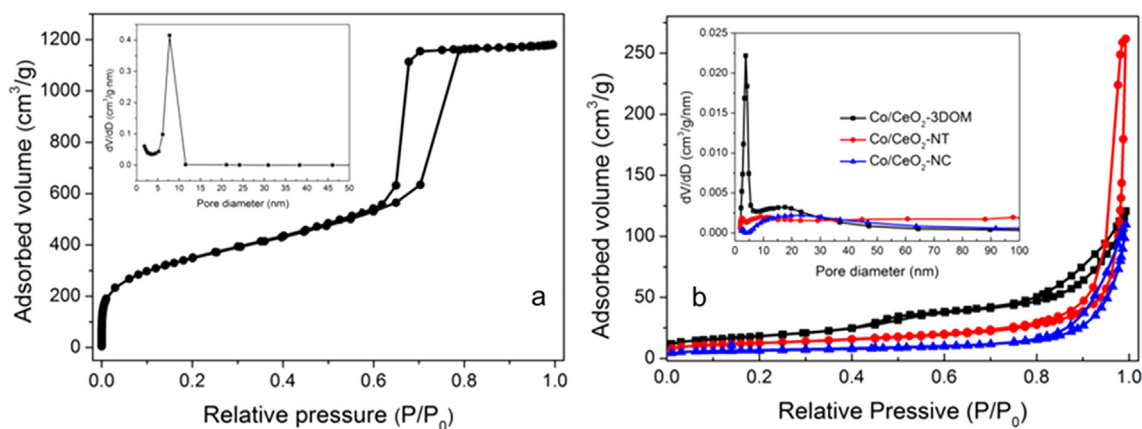 1200
1000
800
600
400
200
0
Adsorbed volume (cm³/g)
0.0 0.2 0.4 0.6 0.8 1.0
Relative pressure (P/P₀)
a
0.4
0.3
0.2
0.1
0.0
dV/dD (cm³/g·nm)
0 5 10 15 20 25 30 35 40 45 50
Pore diameter (nm)
250
200
150
100
50
0
Adsorbed volume (cm³/g)
0.0 0.2 0.4 0.6 0.8 1.0
Relative Pressive (P/P₀)
b
0.025
0.020
0.015
0.010
0.005
0.000
dV/dD (cm³/g/nm)
0 10 20 30 40 50 60 70 80 90 100
Pore diameter (nm)
Co/CeO₂-3DOM
Co/CeO₂-NT
Co/CeO₂-NC